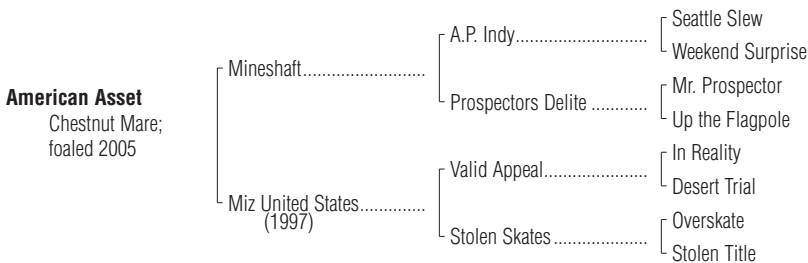 American Asset
Chestnut Mare;
foaled 2005
Mineshaft..........................
Miz United States..............
(1997)
A.P. Indy............................
Prospectors Delite ............
Valid Appeal......................
Stolen Skates ....................
Seattle Slew
Weekend Surprise
Mr. Prospector
Up the Flagpole
In Reality
Desert Trial
Overskate
Stolen Title